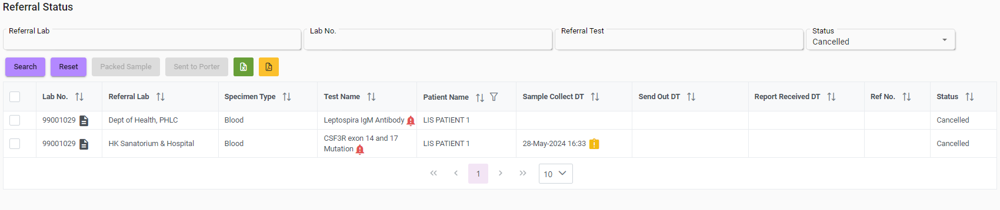 Referral Status
Referral Lab
Lab No.
Referral Test
Status
Cancelled
Search
Reset
Packed Sample
Sent to Porter
Lab No.
Referral Lab
Specimen Type
Test Name
Patient Name
Sample Collect DT
Send Out DT
Report Received DT
Ref No.
Status
99001029
Dept of Health, PHLC
Blood
Leptospira IgM Antibody
LIS PATIENT 1
Cancelled
99001029
HK Sanatorium & Hospital
Blood
CSF3R exon 14 and 17
Mutation
LIS PATIENT 1
28-May-2024 16:33
Cancelled
1
10